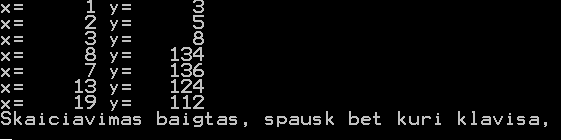 x=     1 y=     3
x=     2 y=     5
x=     3 y=     8
x=     8 y=   134
x=     7 y=   136
x=    13 y=   124
x=    19 y=   112
Skaiciavimas baigtas, spausk bet kuri klavisa,